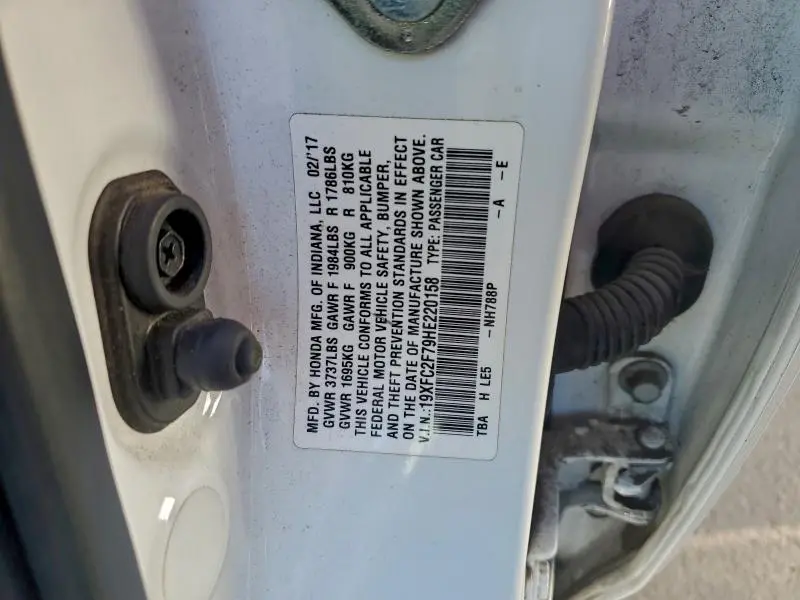 MFD. BY HONDA MFG. OF INDIANA, LLC 02/'17
GVWR 3737LBS GAWR F 1984LBS R 1786LBS
GVWR 1695KG GAWR F 900KG R 810KG
THIS VEHICLE CONFORMS TO ALL APPLICABLE
FEDERAL MOTOR VEHICLE SAFETY, BUMPER,
AND THEFT PREVENTION STANDARDS IN EFFECT
ON THE DATE OF MANUFACTURE SHOWN ABOVE.
V.I.N.:19XFC2F79HE220158 TYPE: PASSENGER CAR
TBA H LE5 -NH788P -A -E